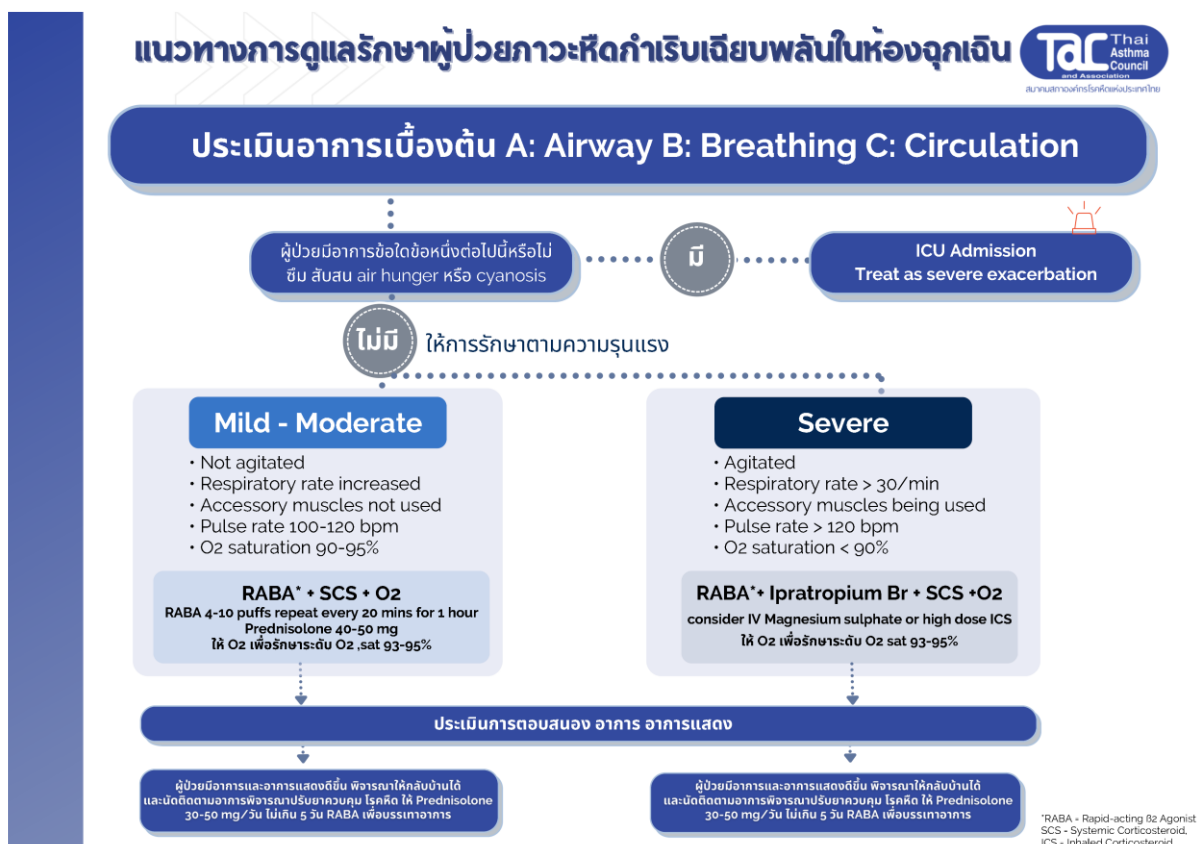 แนวทางการดูแลรักษาผู้ป่วยภาวะหืดกำเริบเฉียบพลันในห้องฉุกเฉิน
TAC Thai
Asthma
Council
and Association
สมาคมสภาองค์กรโรคหืดแห่งประเทศไทย
ประเมินอาการเบื้องต้น A: Airway B: Breathing C: Circulation
ผู้ป่วยมีอาการข้อใดข้อหนึ่งต่อไปนี้หรือไม่
ซึม สับสน air hunger หรือ cyanosis
มี
ICU Admission
Treat as severe exacerbation
ไม่มี
ให้การรักษาตามความรุนแรง
Mild - Moderate
• Not agitated
• Respiratory rate increased
• Accessory muscles not used
• Pulse rate 100-120 bpm
• O2 saturation 90-95%
RABA* + SCS + O2
RABA 4-10 puffs repeat every 20 mins for 1 hour
Prednisolone 40-50 mg
ให้ O2 เพื่อรักษาระดับ O2 ,sat 93-95%
Severe
• Agitated
• Respiratory rate > 30/min
• Accessory muscles being used
• Pulse rate > 120 bpm
• O2 saturation < 90%
RABA*+ Ipratropium Br + SCS +O2
consider IV Magnesium sulphate or high dose ICS
ให้ O2 เพื่อรักษาระดับ O2 sat 93-95%
ประเมินการตอบสนอง อาการ อาการแสดง
ผู้ป่วยมีอาการและอาการแสดงดีขึ้น พิจารณาให้กลับบ้านได้
และนัดติดตามอาการพิจารณาปรับยาควบคุม โรคหืด ให้ Prednisolone
30-50 mg/วัน ไม่เกิน 5 วัน RABA เพื่อบรรเทาอาการ
ผู้ป่วยมีอาการและอาการแสดงดีขึ้น พิจารณาให้กลับบ้านได้
และนัดติดตามอาการพิจารณาปรับยาควบคุม โรคหืด ให้ Prednisolone
30-50 mg/วัน ไม่เกิน 5 วัน RABA เพื่อบรรเทาอาการ
*RABA - Rapid-acting ß2 Agonist
SCS - Systemic Corticosteroid,
ICS - Inhaled Corticosteroid